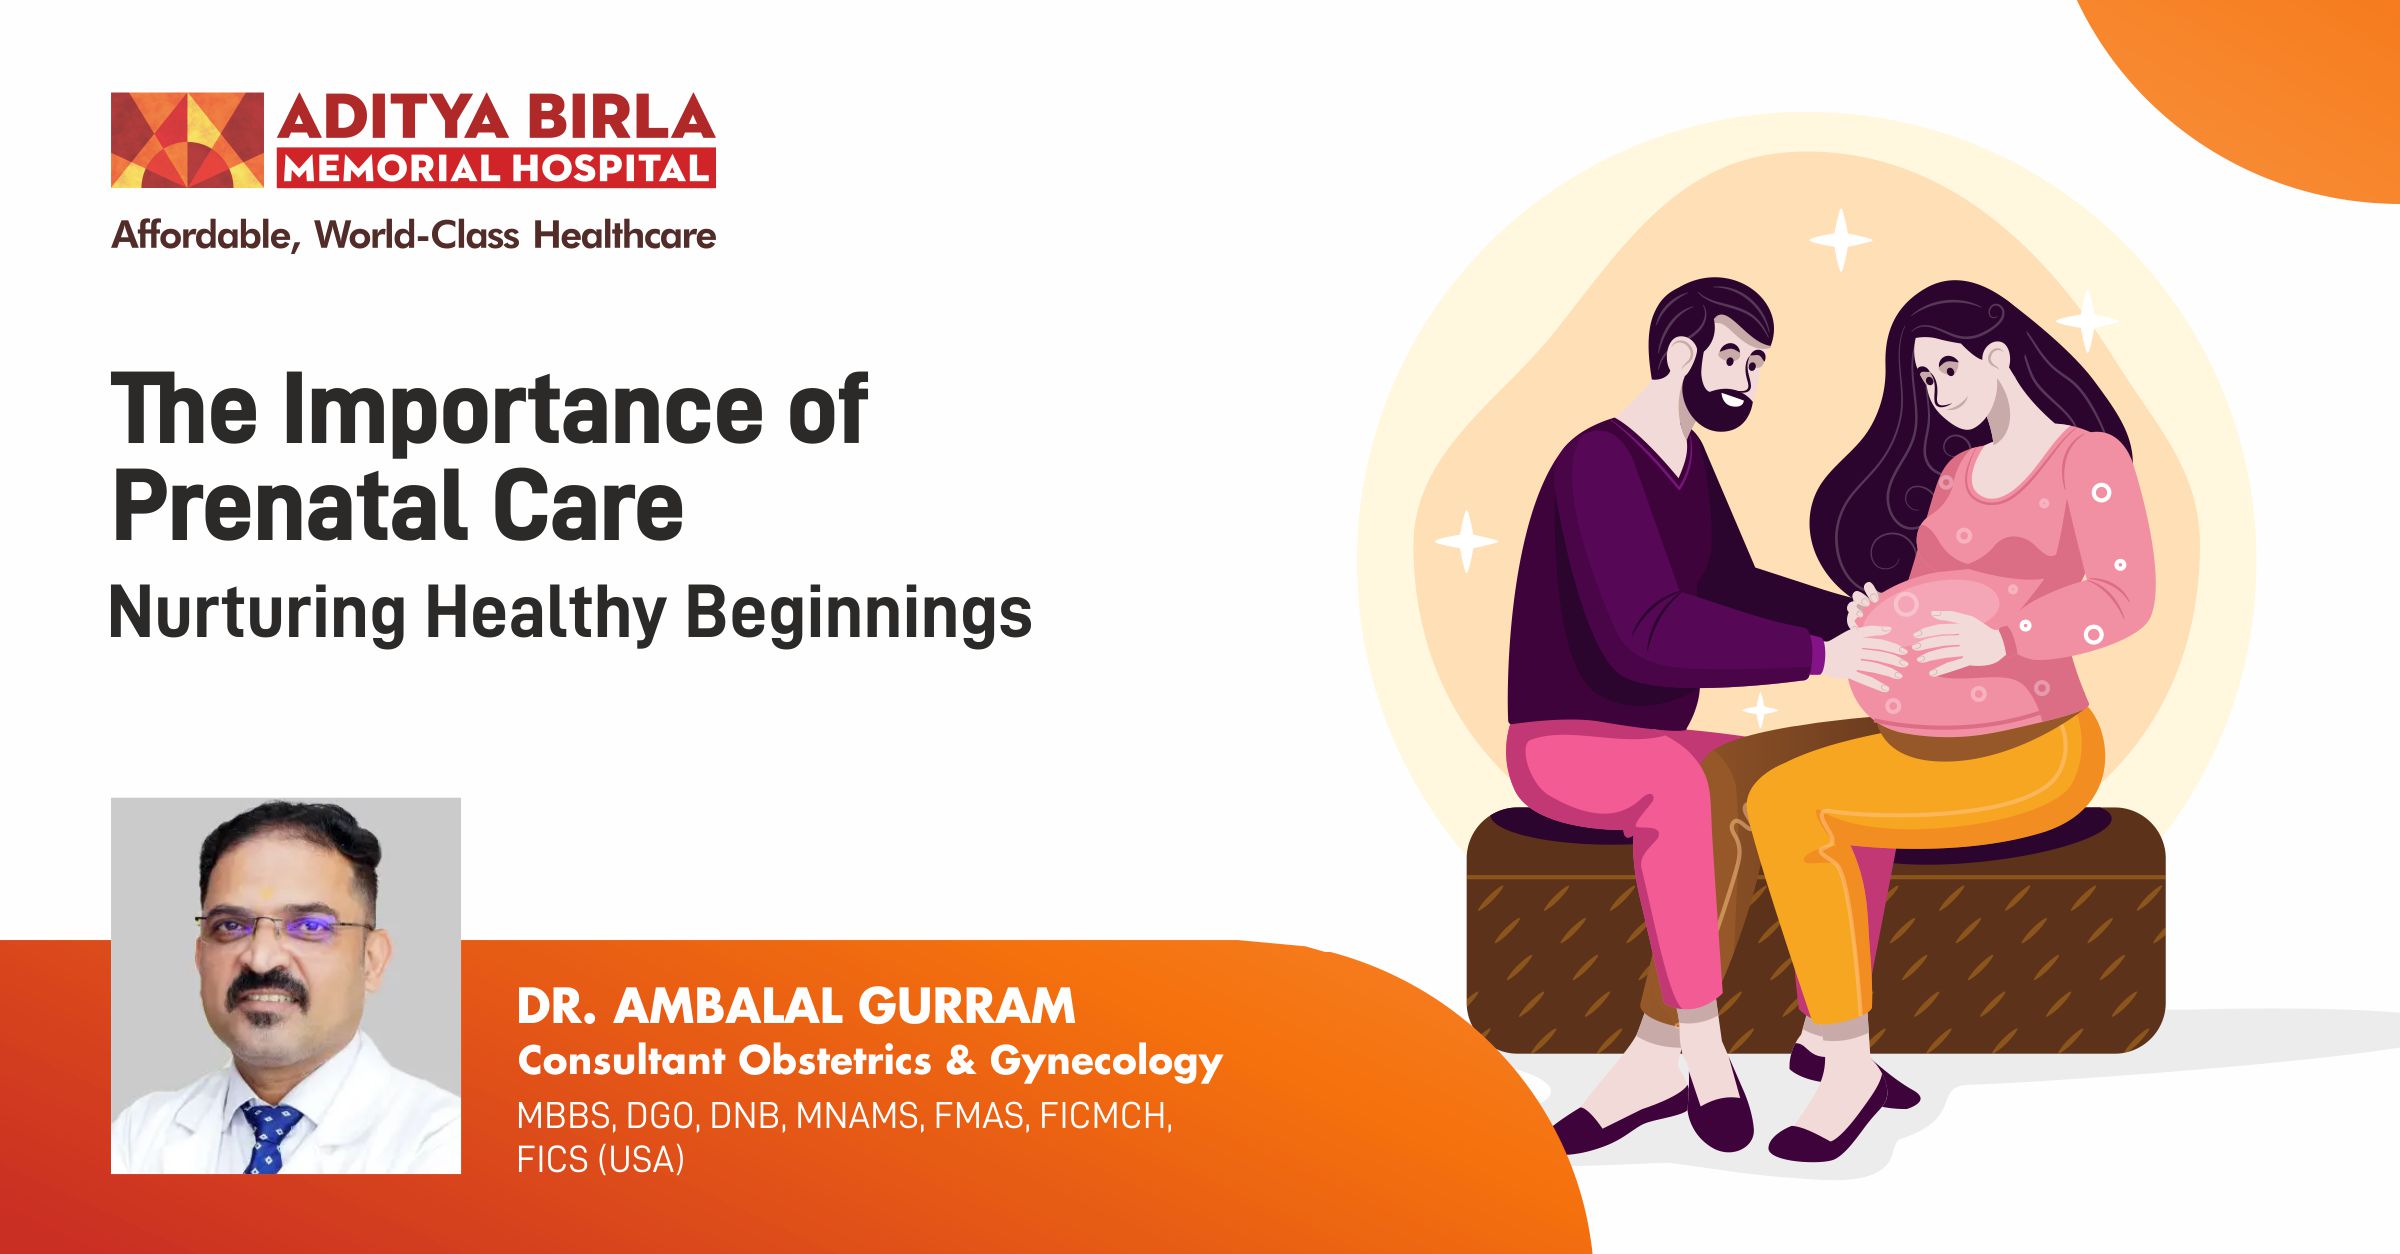 ADITYA BIRLA
MEMORIAL HOSPITAL
Affordable, World-Class Healthcare
The Importance of
Prenatal Care
Nurturing Healthy Beginnings
DR. AMBALAL GURRAM
Consultant Obstetrics & Gynecology
MBBS, DGO, DNB, MNAMS, FMAS, FICMCH,
FICS (USA)